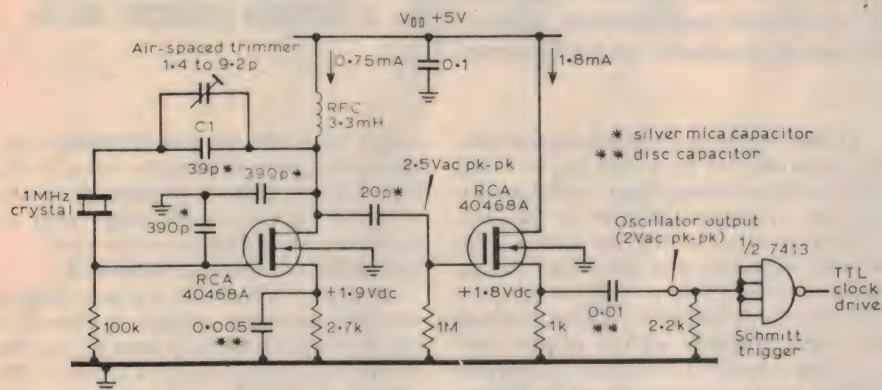 V_DD +5V
Air-spaced trimmer
1·4 to 9·2p
0·75mA
0·1
1·8mA
RFC
3·3mH
* silver mica capacitor
** disc capacitor
C1
39p*
2·5Vac pk-pk
390p*
20p*
RCA
40468A
1MHz
crystal
*
390p
Oscillator output
(2Vac pk-pk)
1/2 7413
RCA
40468A
+1·9Vdc
+1·8Vdc
TTL
clock
drive
100k
0·005
**
2·7k
1M
1k
0·01
**
2·2k
Schmitt
trigger